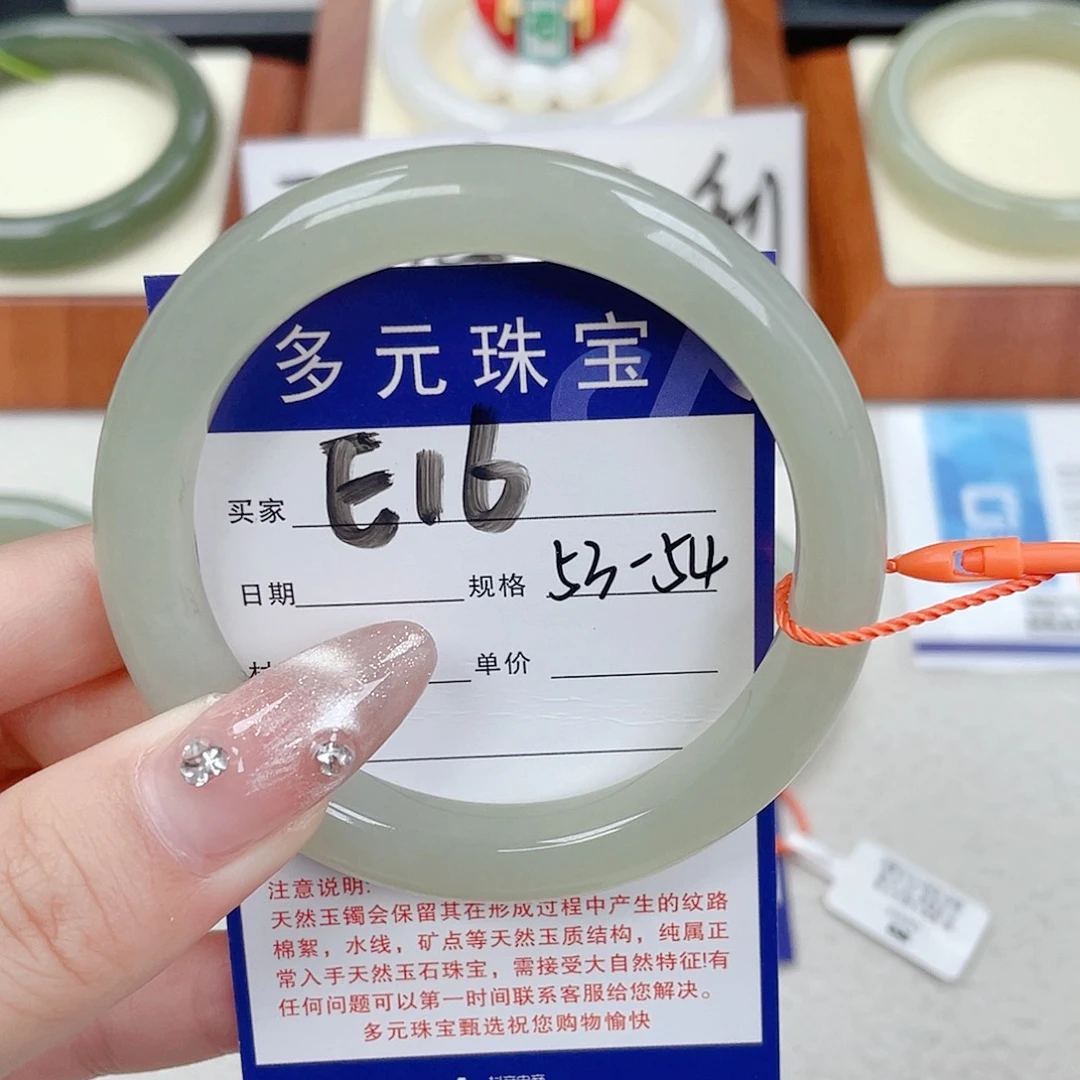 利
多元珠宝
买家 E16
日期 规格 53-54
单价
注意说明:
天然玉镯会保留其在形成过程中产生的纹路
棉絮，水线，矿点等天然玉质结构，纯属正
常入手天然玉石珠宝，需接受大自然特征!有
任何问题可以第一时间联系客服给您解决。
多元珠宝甄选祝您购物愉快